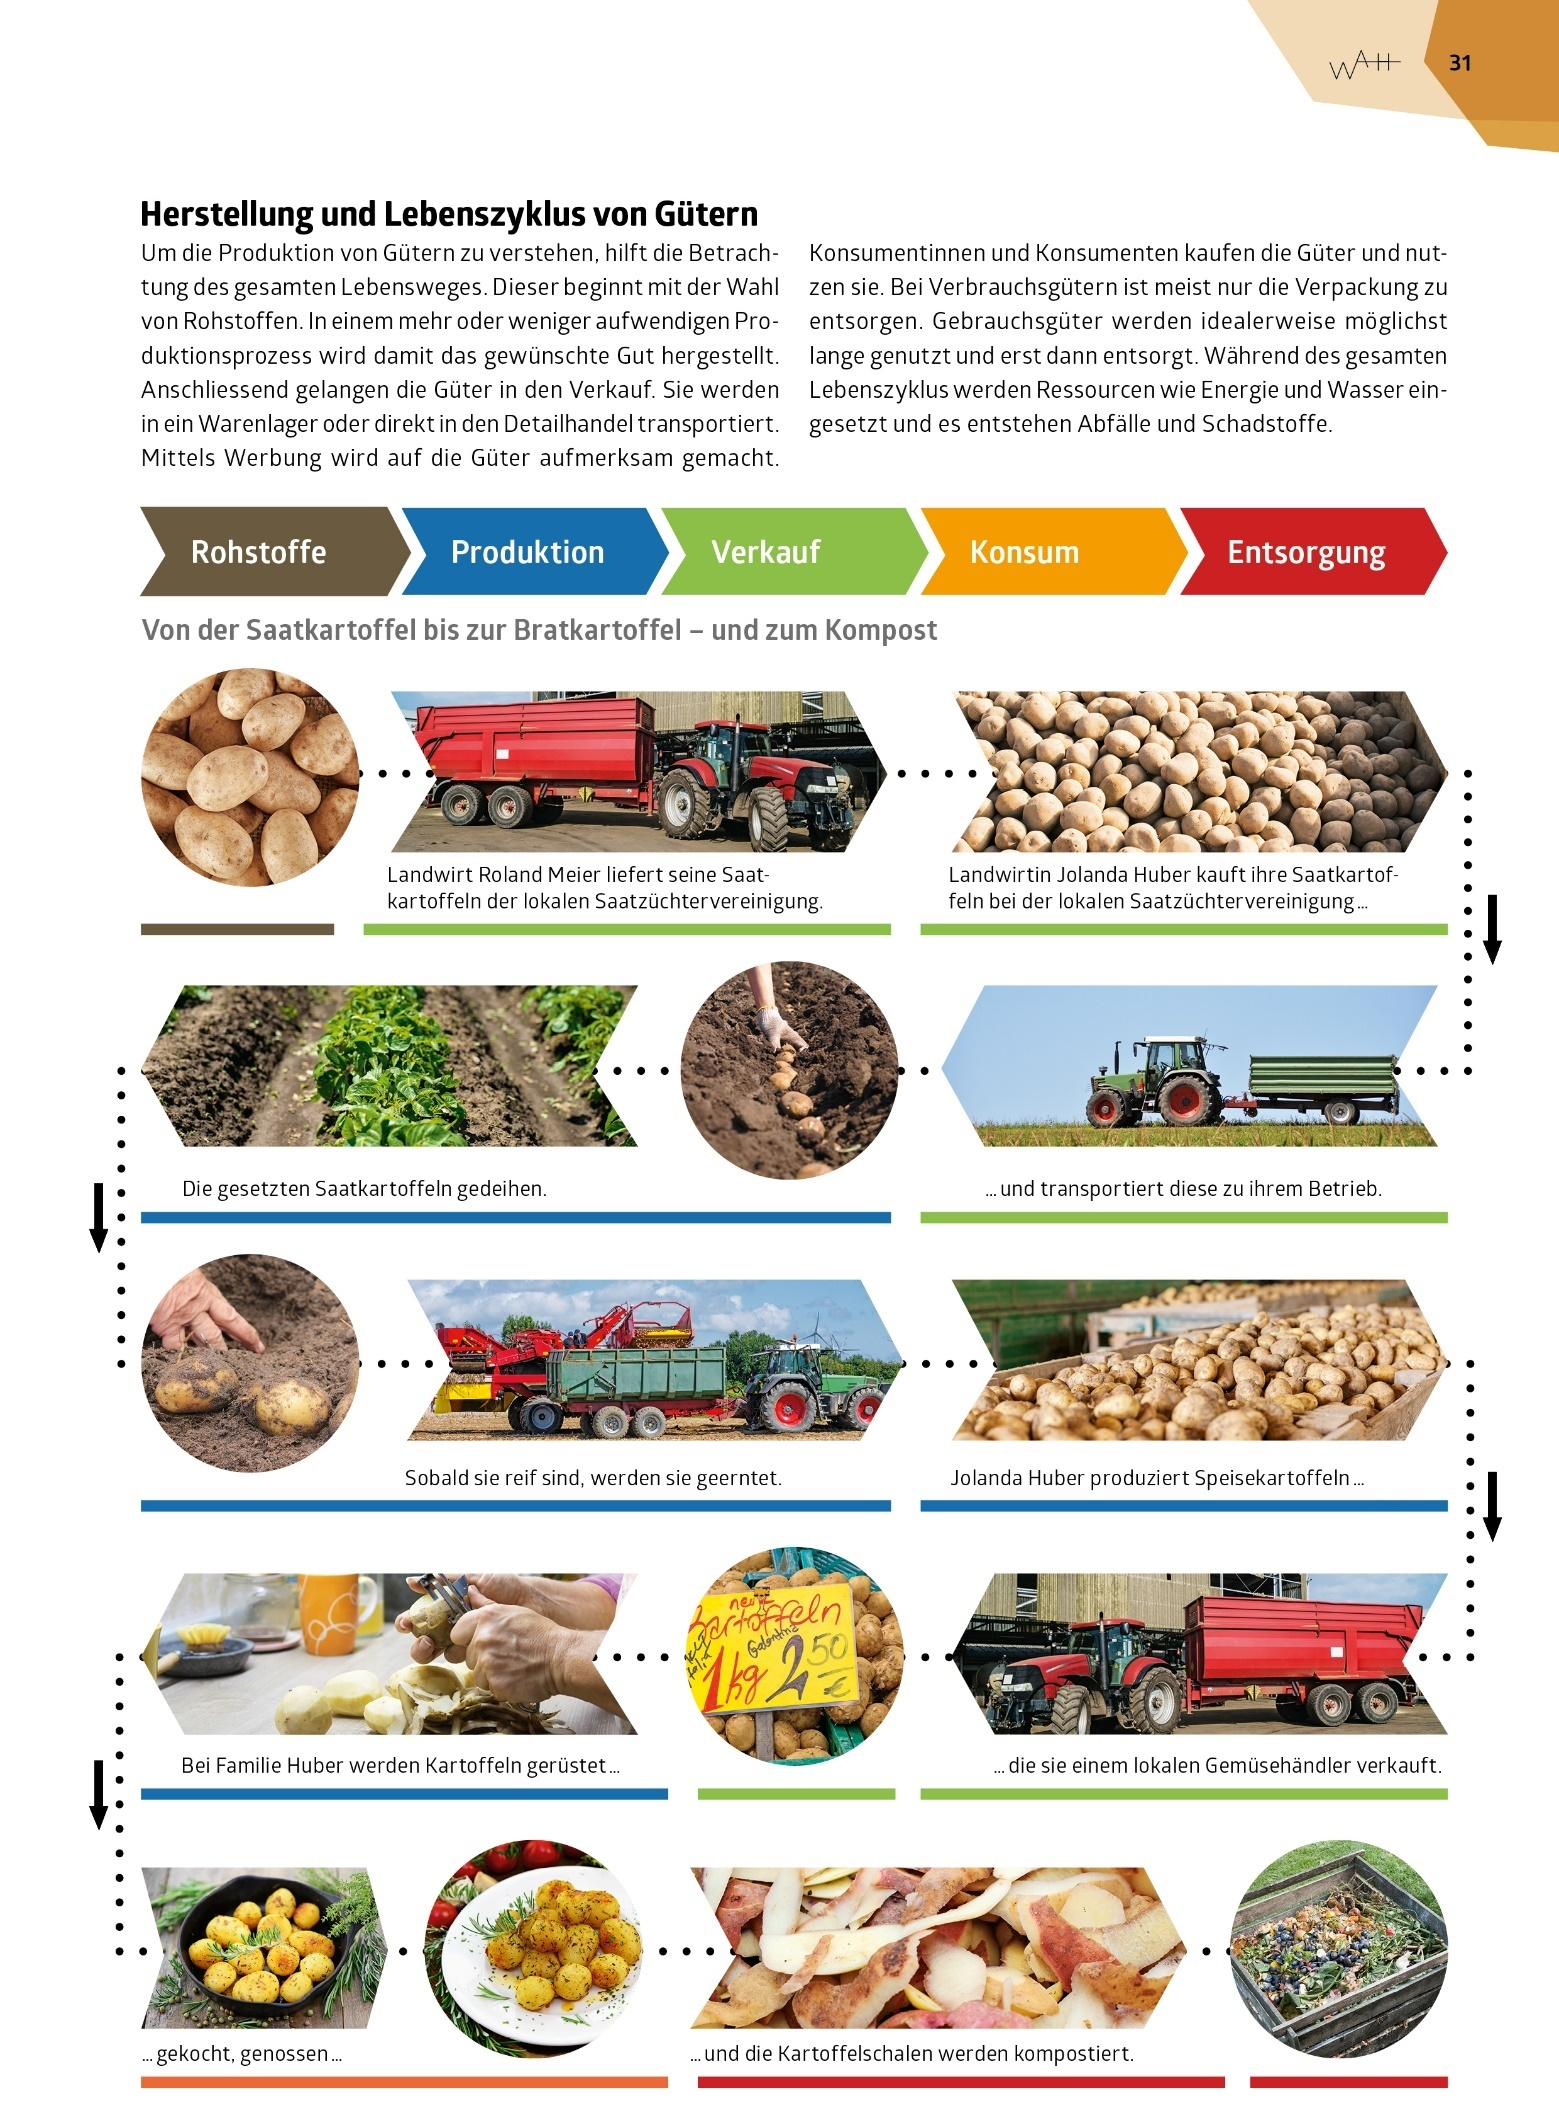 WAH
31
Herstellung und Lebenszyklus von Gütern
Um die Produktion von Gütern zu verstehen, hilft die Betrach-
tung des gesamten Lebensweges. Dieser beginnt mit der Wahl
von Rohstoffen. In einem mehr oder weniger aufwendigen Pro-
duktionsprozess wird damit das gewünschte Gut hergestellt.
Anschliessend gelangen die Güter in den Verkauf. Sie werden
in ein Warenlager oder direkt in den Detailhandel transportiert.
Mittels Werbung wird auf die Güter aufmerksam gemacht.
Konsumentinnen und Konsumenten kaufen die Güter und nut-
zen sie. Bei Verbrauchsgütern ist meist nur die Verpackung zu
entsorgen. Gebrauchsgüter werden idealerweise möglichst
lange genutzt und erst dann entsorgt. Während des gesamten
Lebenszyklus werden Ressourcen wie Energie und Wasser ein-
gesetzt und es entstehen Abfälle und Schadstoffe.
Rohstoffe
Produktion
Verkauf
Konsum
Entsorgung
Von der Saatkartoffel bis zur Bratkartoffel – und zum Kompost
Landwirt Roland Meier liefert seine Saat-
kartoffeln der lokalen Saatzüchtervereinigung.
Landwirtin Jolanda Huber kauft ihre Saatkartof-
feln bei der lokalen Saatzüchtervereinigung…
…und transportiert diese zu ihrem Betrieb.
Die gesetzten Saatkartoffeln gedeihen.
Sobald sie reif sind, werden sie geerntet.
Jolanda Huber produziert Speisekartoffeln…
…die sie einem lokalen Gemüsehändler verkauft.
neue
Kartoffeln
1kg 2 50
€
Bei Familie Huber werden Kartoffeln gerüstet…
…gekocht, genossen…
…und die Kartoffelschalen werden kompostiert.